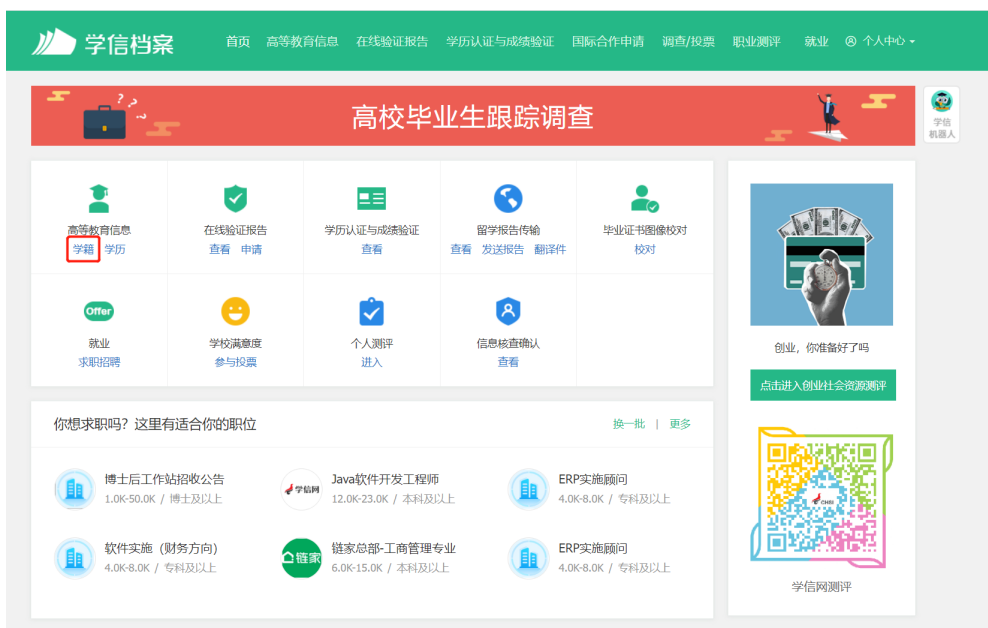 学信档案
首页 高等教育信息 在线验证报告 学历认证与成绩验证 国际合作申请 调查/投票 职业测评 就业 个人中心
高校毕业生跟踪调查
学信
机器人
高等教育信息 在线验证报告 学历认证与成绩验证 留学报告传输 毕业证书图像校对
学籍 学历 查看 申请 查看 查看 发送报告 翻译件 校对
Offer
就业 学校满意度 个人测评 信息核查确认
求职招聘 参与投票 进入 查看
创业，你准备好了吗
点击进入创业社会资源测评
你想求职吗？这里有适合你的职位 换一批 | 更多
博士后工作站招收公告 学信网 Java软件开发工程师 ERP实施顾问
1.0K-50.0K / 博士及以上 12.0K-23.0K / 本科及以上 4.0K-8.0K / 专科及以上
软件实施（财务方向） 链家 链家总部-工商管理专业 ERP实施顾问
4.0K-8.0K / 专科及以上 6.0K-15.0K / 本科及以上 4.0K-8.0K / 专科及以上
CHSI
学信网测评